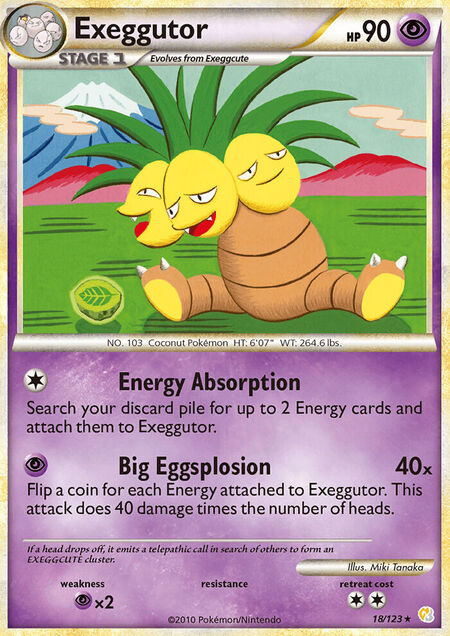 Exeggutor HP 90
STAGE 1 Evolves from Exeggcute
NO. 103 Coconut Pokémon HT: 6'07" WT: 264.6 lbs.
Energy Absorption
Search your discard pile for up to 2 Energy cards and
attach them to Exeggutor.
Big Eggsplosion 40x
Flip a coin for each Energy attached to Exeggutor. This
attack does 40 damage times the number of heads.
If a head drops off, it emits a telepathic call in search of others to form an
EXEGGCUTE cluster.
Illus. Miki Tanaka
weakness resistance retreat cost
×2
©2010 Pokémon/Nintendo 18/123 ★